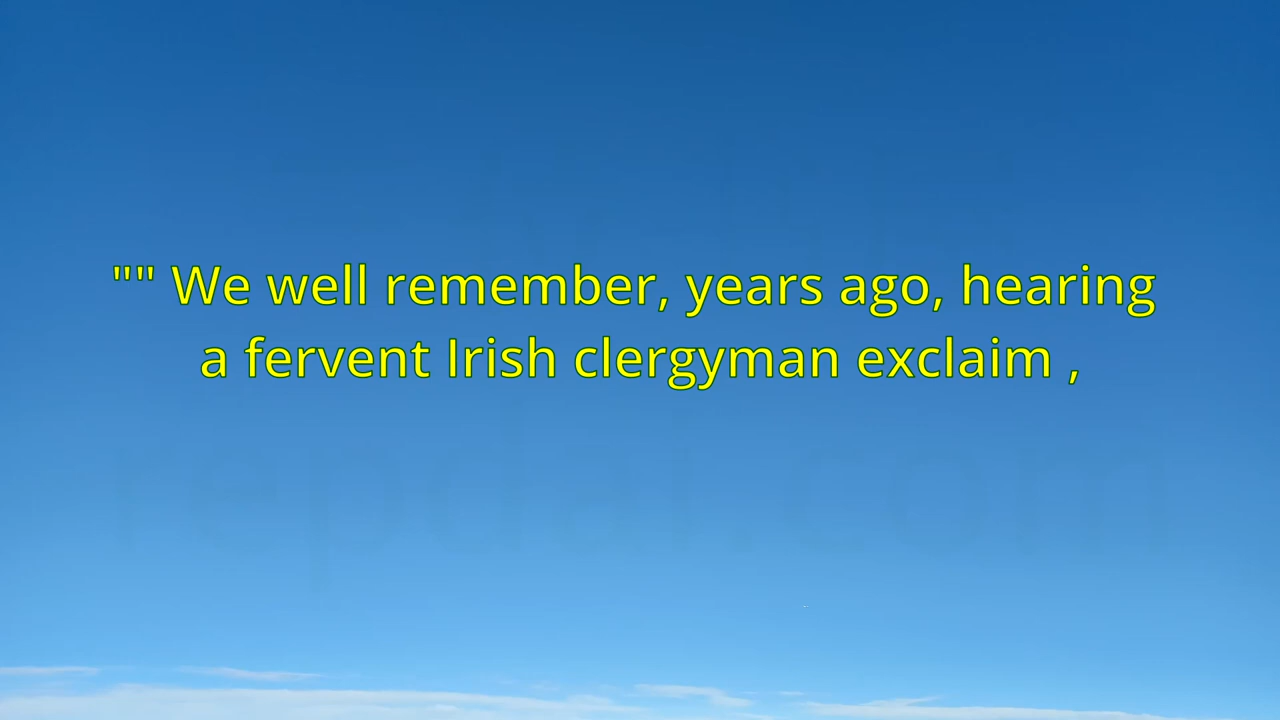 "" We well remember, years ago, hearing
a fervent Irish clergyman exclaim ,